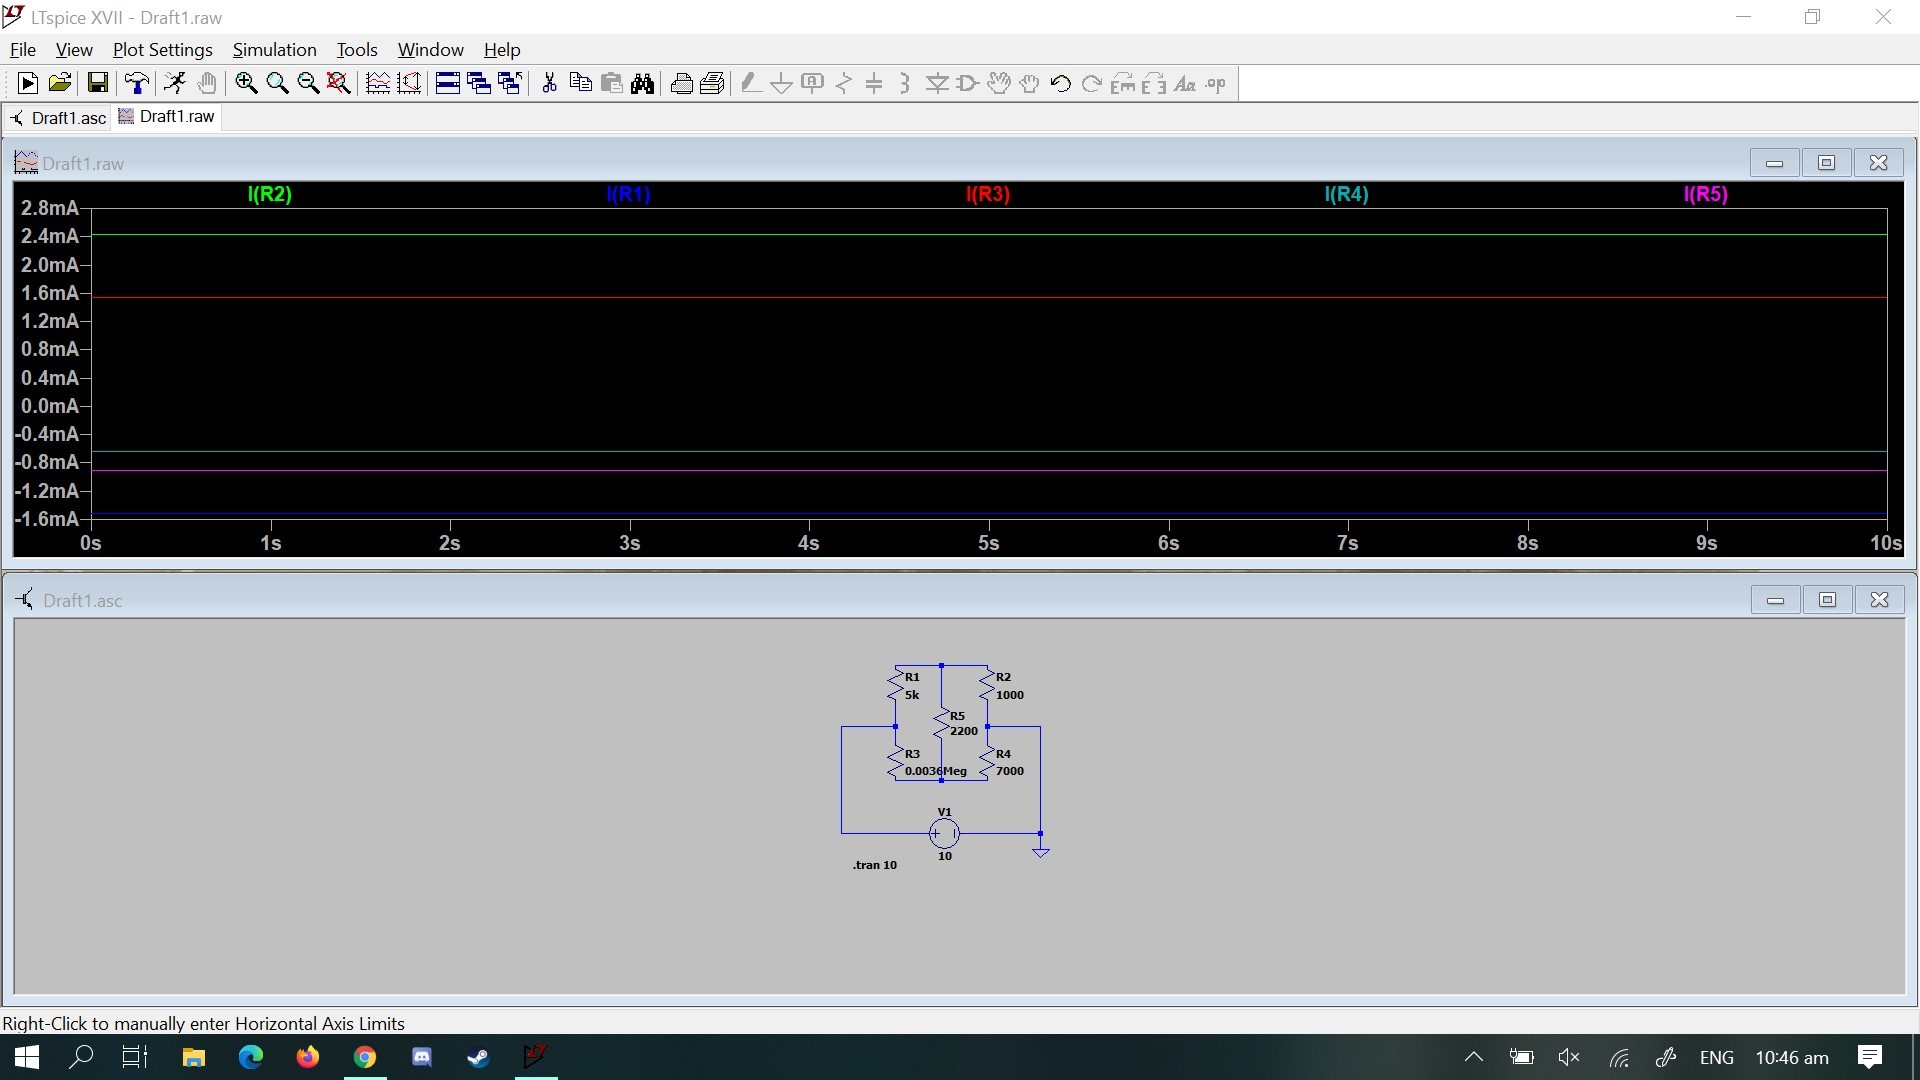 LTspice XVII - Draft1.raw
File View Plot Settings Simulation Tools Window Help
Draft1.asc Draft1.raw
Draft1.raw
I(R2) I(R1) I(R3) I(R4) I(R5)
2.8mA
2.4mA
2.0mA
1.6mA
1.2mA
0.8mA
0.4mA
0.0mA
-0.4mA
-0.8mA
-1.2mA
-1.6mA
0s 1s 2s 3s 4s 5s 6s 7s 8s 9s 10s
Draft1.asc
R1 R2
5k 1000
R5
2200
R3 R4
0.0036Meg 7000
V1
10
.tran 10
Right-Click to manually enter Horizontal Axis Limits
ENG 10:46 am